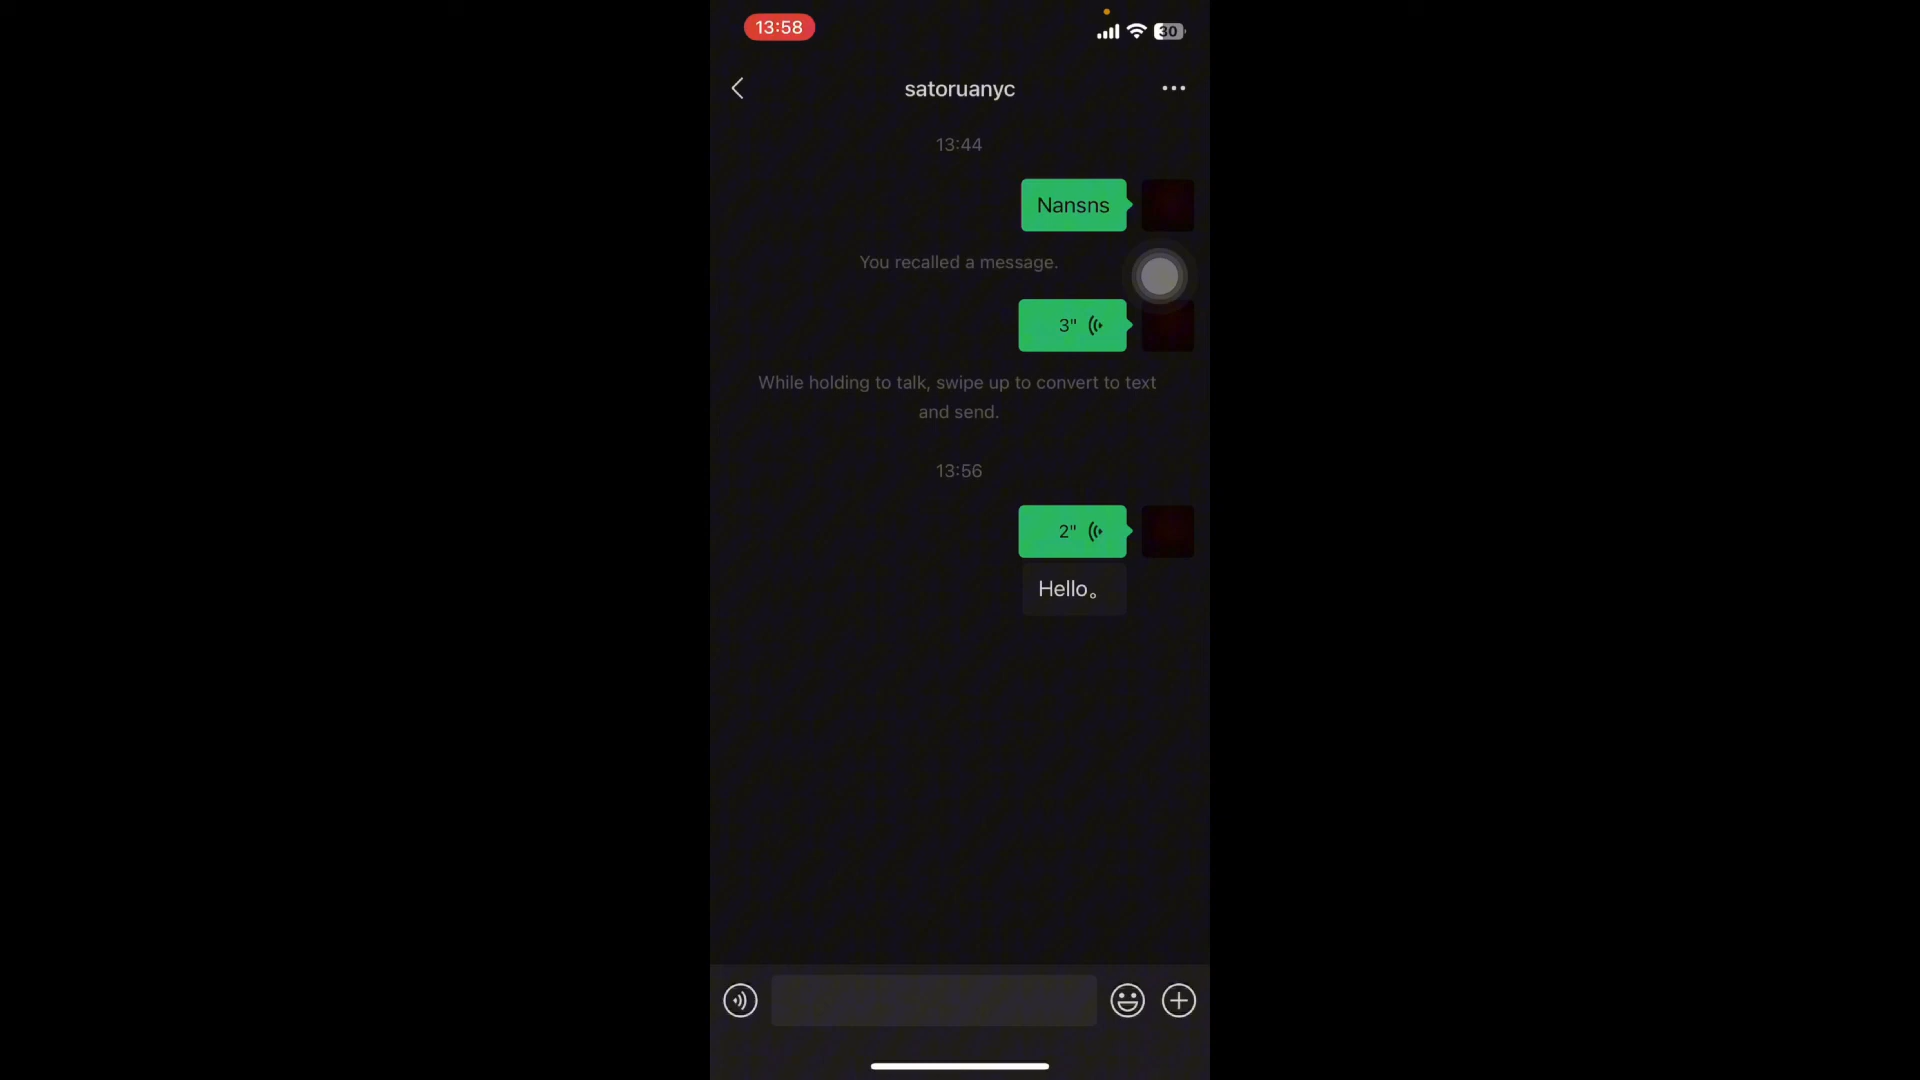 13:58
30
satoruanyc
13:44
Nansns
You recalled a message.
3"
While holding to talk, swipe up to convert to text
and send.
13:56
2"
Hello。